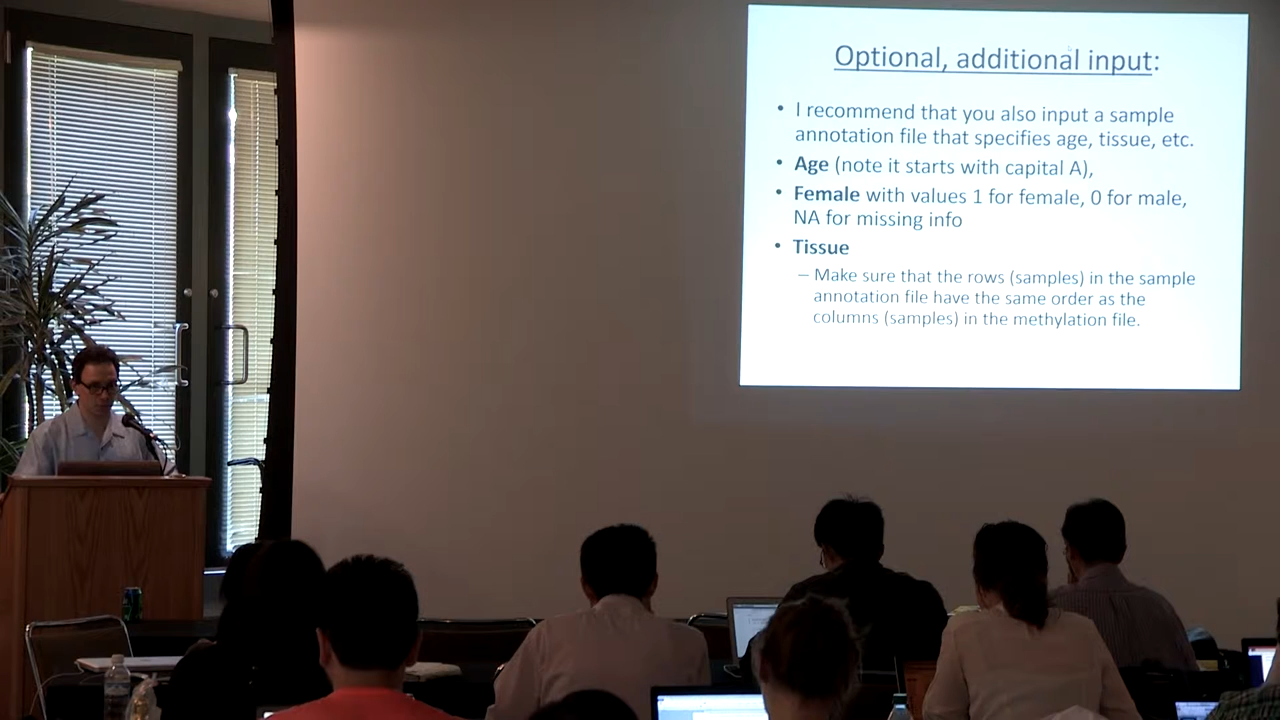 Optional, additional input:
• I recommend that you also input a sample
annotation file that specifies age, tissue, etc.
• Age (note it starts with capital A),
• Female with values 1 for female, 0 for male,
NA for missing info
• Tissue
– Make sure that the rows (samples) in the sample
annotation file have the same order as the
columns (samples) in the methylation file.